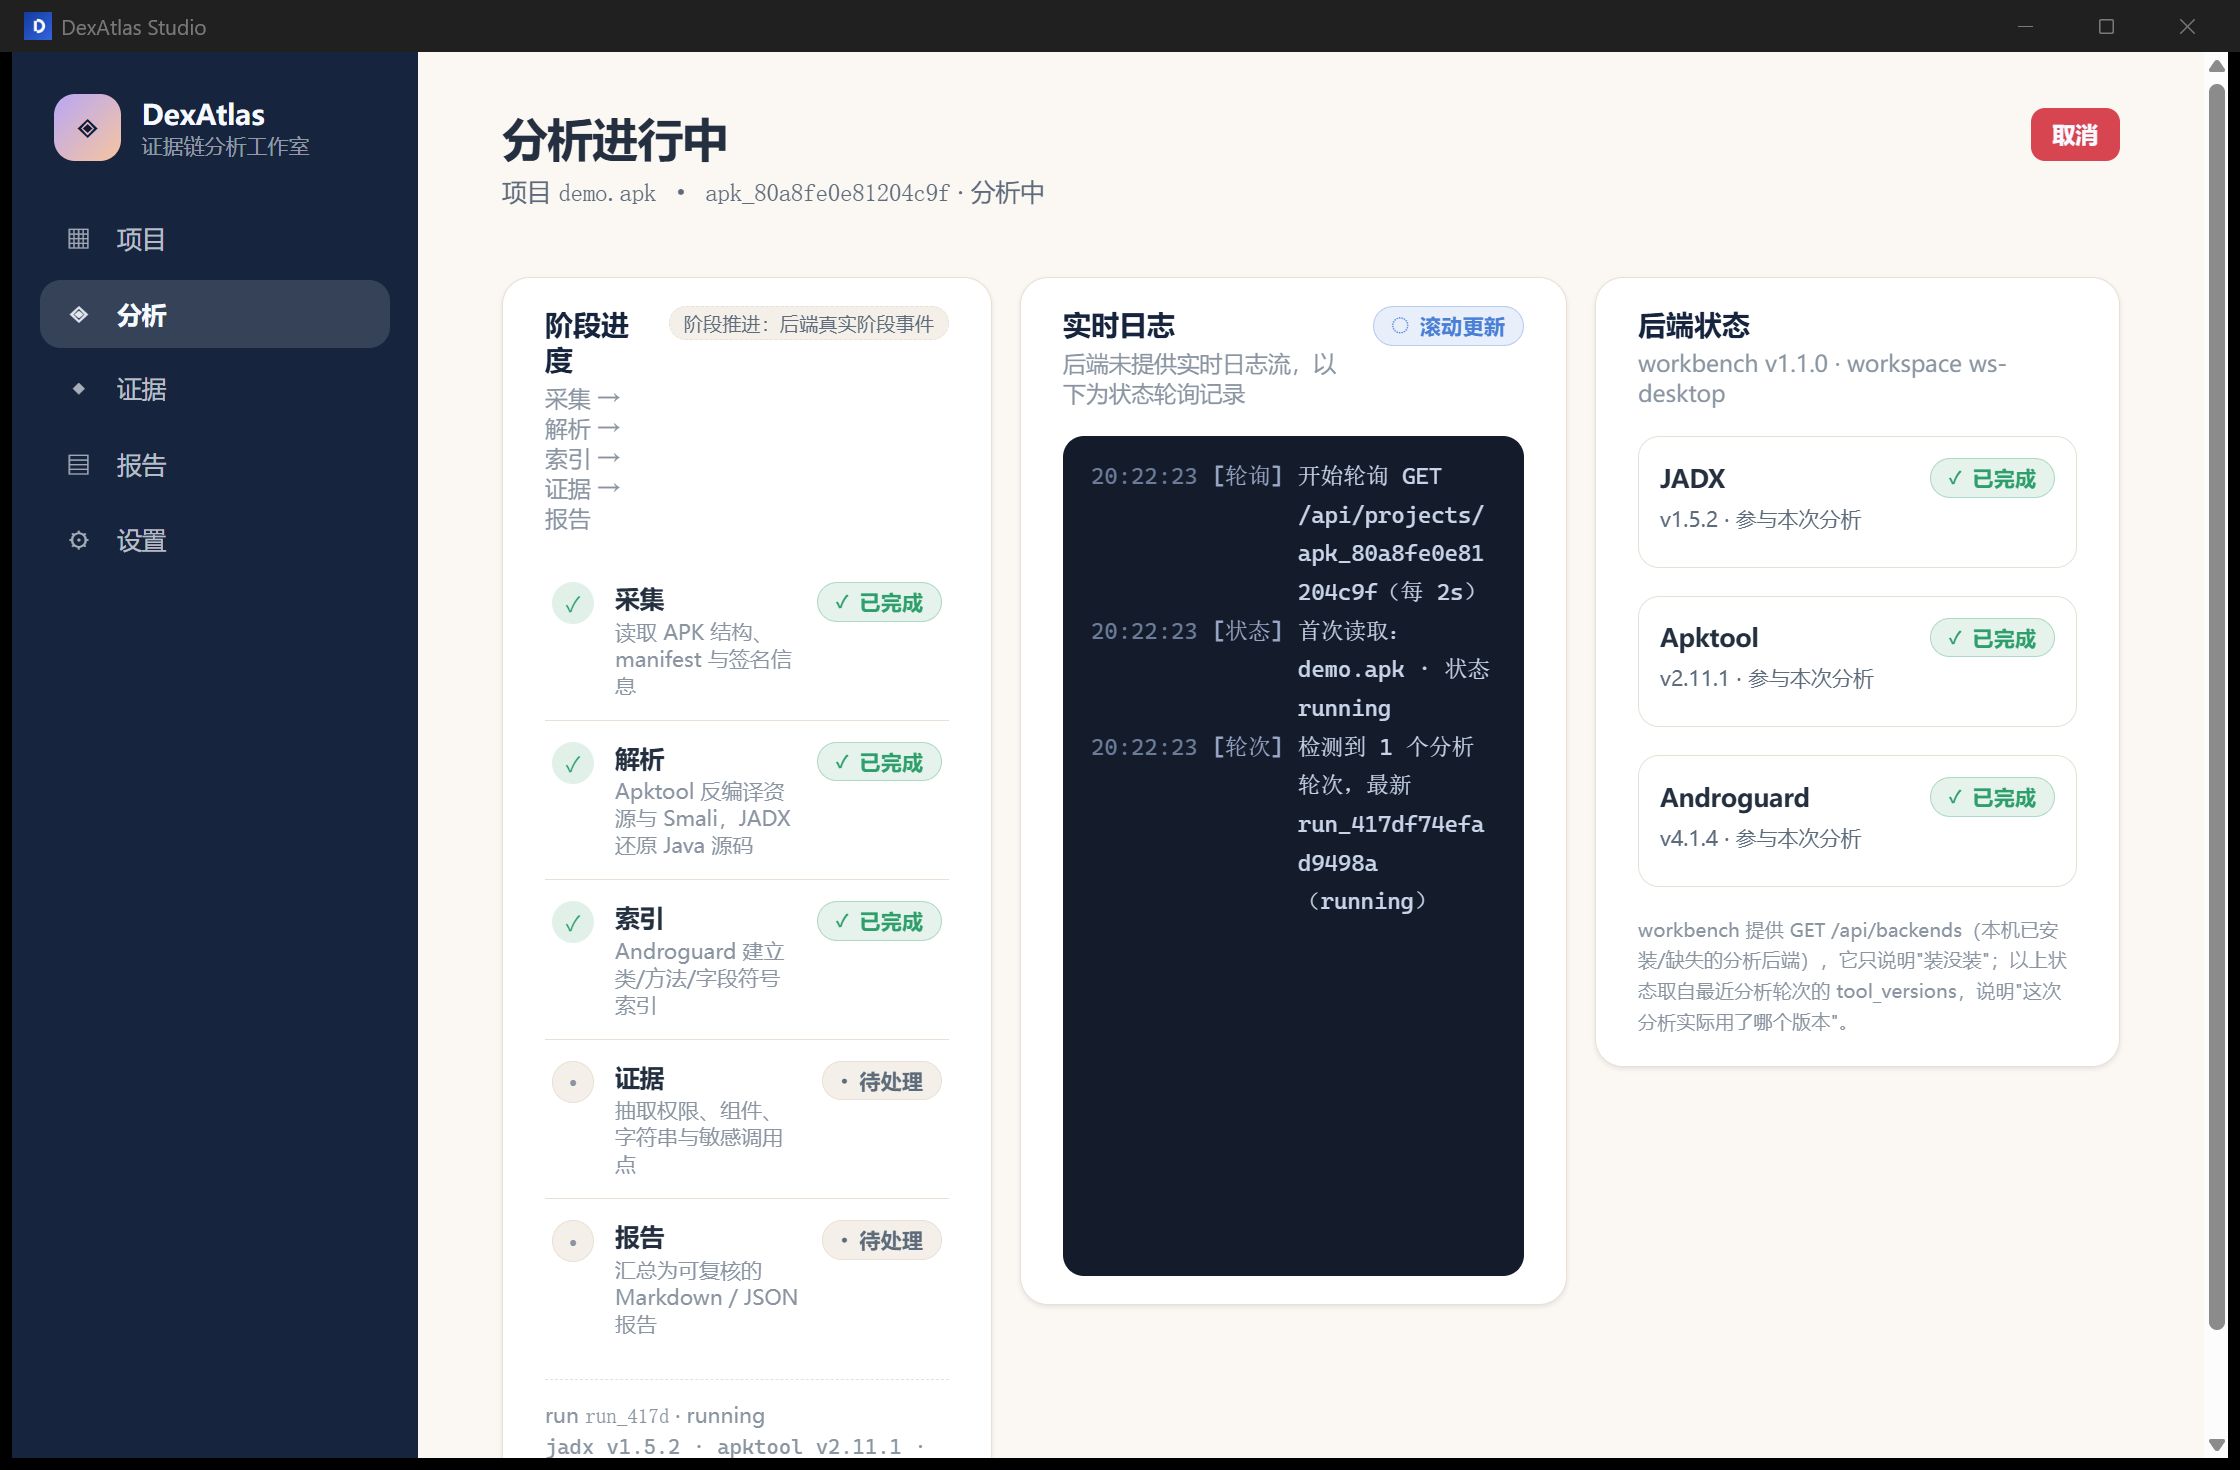 DexAtlas Studio
DexAtlas
证据链分析工作室
项目
分析
证据
报告
设置
分析进行中
项目 demo.apk • apk_80a8fe0e81204c9f · 分析中
取消
阶段进
度
阶段推进：后端真实阶段事件
采集 →
解析 →
索引 →
证据 →
报告
采集
✓ 已完成
读取 APK 结构、
manifest 与签名信
息
解析
✓ 已完成
Apktool 反编译资
源与 Smali，JADX
还原 Java 源码
索引
✓ 已完成
Androguard 建立
类/方法/字段符号
索引
证据
• 待处理
抽取权限、组件、
字符串与敏感调用
点
报告
• 待处理
汇总为可复核的
Markdown / JSON
报告
run run_417d · running
jadx v1.5.2 · apktool v2.11.1 ·
实时日志
滚动更新
后端未提供实时日志流，以
下为状态轮询记录
20:22:23 [轮询] 开始轮询 GET
/api/projects/
apk_80a8fe0e81
204c9f（每 2s）
20:22:23 [状态] 首次读取：
demo.apk · 状态
running
20:22:23 [轮次] 检测到 1 个分析
轮次，最新
run_417df74efa
d9498a
（running）
后端状态
workbench v1.1.0 · workspace ws-
desktop
JADX
✓ 已完成
v1.5.2 · 参与本次分析
Apktool
✓ 已完成
v2.11.1 · 参与本次分析
Androguard
✓ 已完成
v4.1.4 · 参与本次分析
workbench 提供 GET /api/backends（本机已安
装/缺失的分析后端），它只说明"装没装"；以上状
态取自最近分析轮次的 tool_versions，说明"这次
分析实际用了哪个版本"。